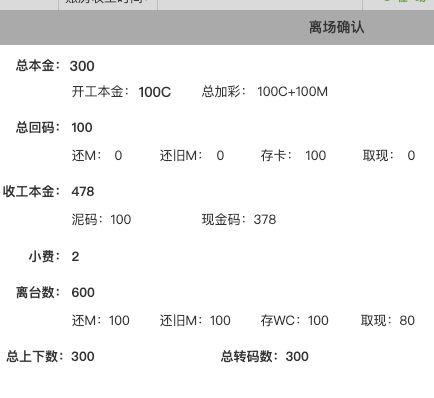 离场确认
总本金：300
开工本金：100C 总加彩：100C+100M
总回码：100
还M：0 还旧M：0 存卡：100 取现：0
收工本金：478
泥码：100 现金码：378
小费：2
离台数：600
还M：100 还旧M：100 存WC：100 取现：80
总上下数：300 总转码数：300